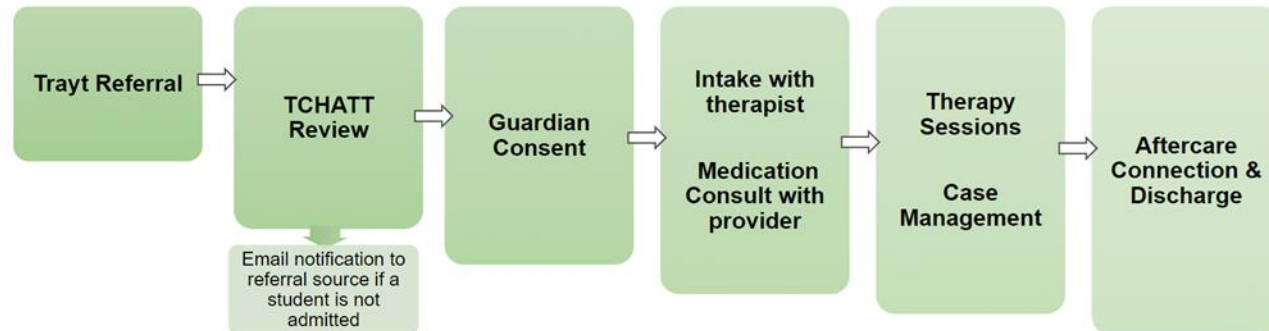 Trayt Referral
TCHATT
Review
Email notification to
referral source if a
student is not
admitted
Guardian
Consent
Intake with
therapist
Medication
Consult with
provider
Therapy
Sessions
Case
Management
Aftercare
Connection &
Discharge